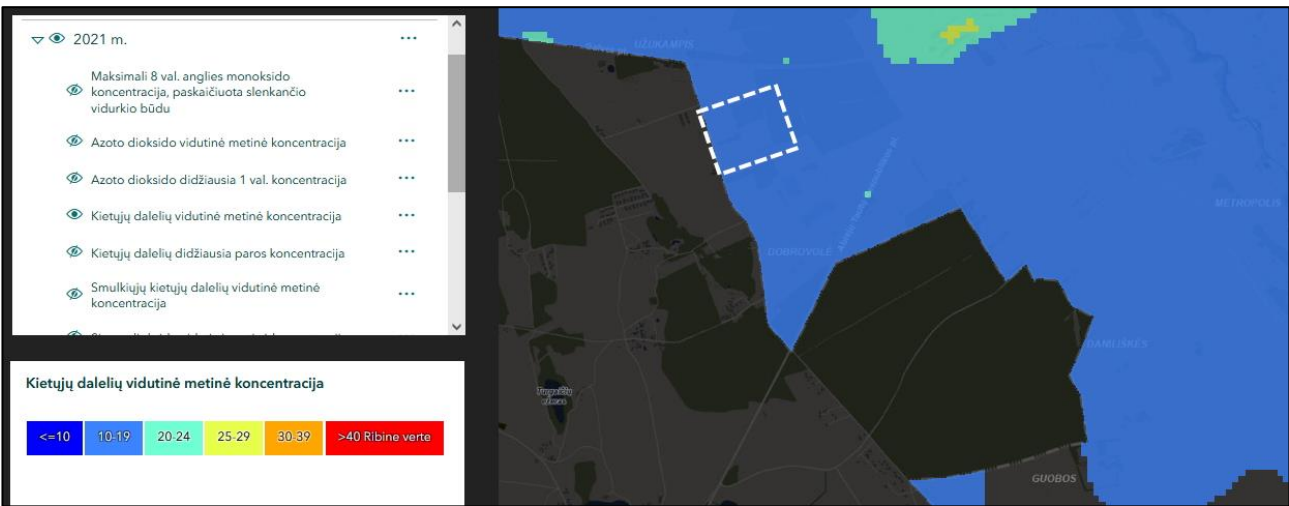 2021 m.
Maksimali 8 val. anglies monoksido
koncentracija, paskaičiuota slenkančio
vidurkio būdu
Azoto dioksido vidutinė metinė koncentracija
Azoto dioksido didžiausia 1 val. koncentracija
Kietųjų dalelių vidutinė metinė koncentracija
Kietųjų dalelių didžiausia paros koncentracija
Smulkiųjų kietųjų dalelių vidutinė metinė
koncentracija
Kietųjų dalelių vidutinė metinė koncentracija
<=10
10-19
20-24
25-29
30-39
>40 Ribine verte
UŽUKAMPIS
METROPOLIS
DOBRUVOLĖ
ADAMLIŠKĖS
GUOBOS